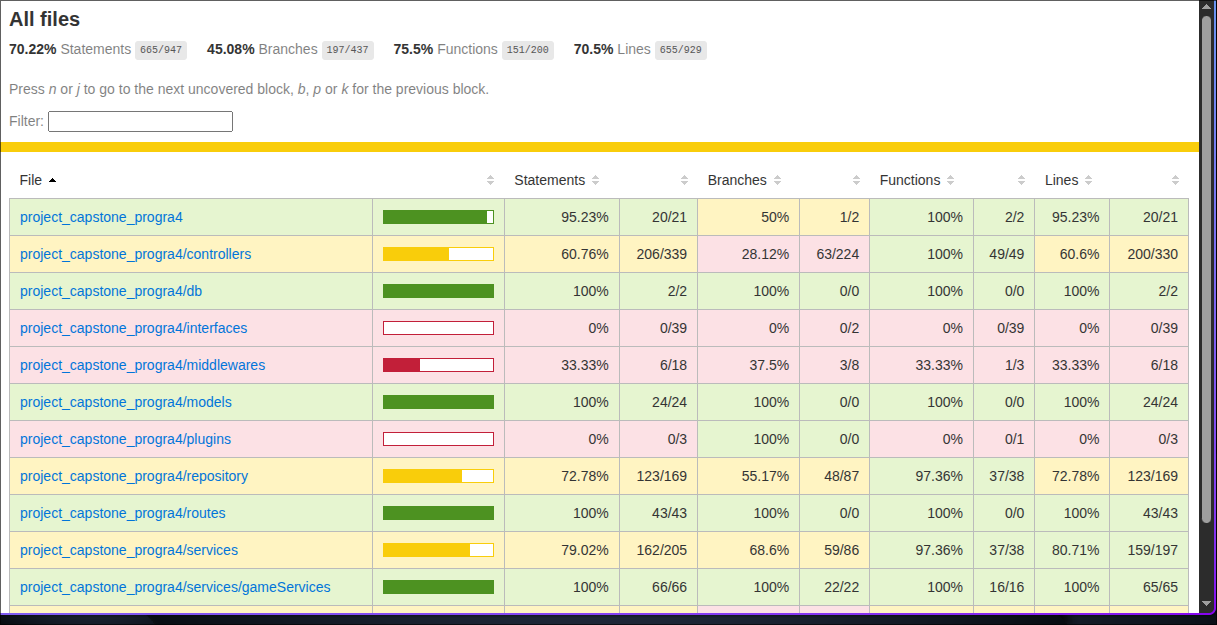 All files
70.22% Statements 665/947 45.08% Branches 197/437 75.5% Functions 151/200 70.5% Lines 655/929
Press n or j to go to the next uncovered block, b, p or k for the previous block.
Filter:
File Statements Branches Functions Lines
project_capstone_progra4 95.23% 20/21 50% 1/2 100% 2/2 95.23% 20/21
project_capstone_progra4/controllers 60.76% 206/339 28.12% 63/224 100% 49/49 60.6% 200/330
project_capstone_progra4/db 100% 2/2 100% 0/0 100% 0/0 100% 2/2
project_capstone_progra4/interfaces 0% 0/39 0% 0/2 0% 0/39 0% 0/39
project_capstone_progra4/middlewares 33.33% 6/18 37.5% 3/8 33.33% 1/3 33.33% 6/18
project_capstone_progra4/models 100% 24/24 100% 0/0 100% 0/0 100% 24/24
project_capstone_progra4/plugins 0% 0/3 100% 0/0 0% 0/1 0% 0/3
project_capstone_progra4/repository 72.78% 123/169 55.17% 48/87 97.36% 37/38 72.78% 123/169
project_capstone_progra4/routes 100% 43/43 100% 0/0 100% 0/0 100% 43/43
project_capstone_progra4/services 79.02% 162/205 68.6% 59/86 97.36% 37/38 80.71% 159/197
project_capstone_progra4/services/gameServices 100% 66/66 100% 22/22 100% 16/16 100% 65/65